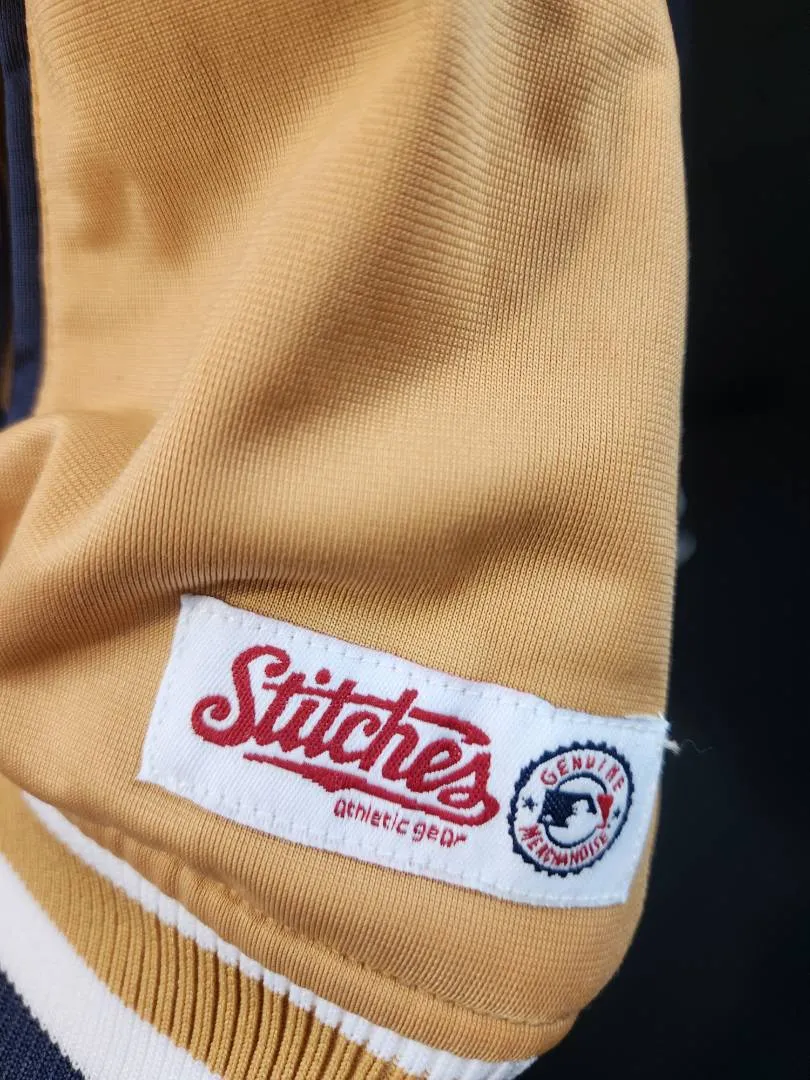 Stitches
athletic gear
GENUINE
MERCHANDISE